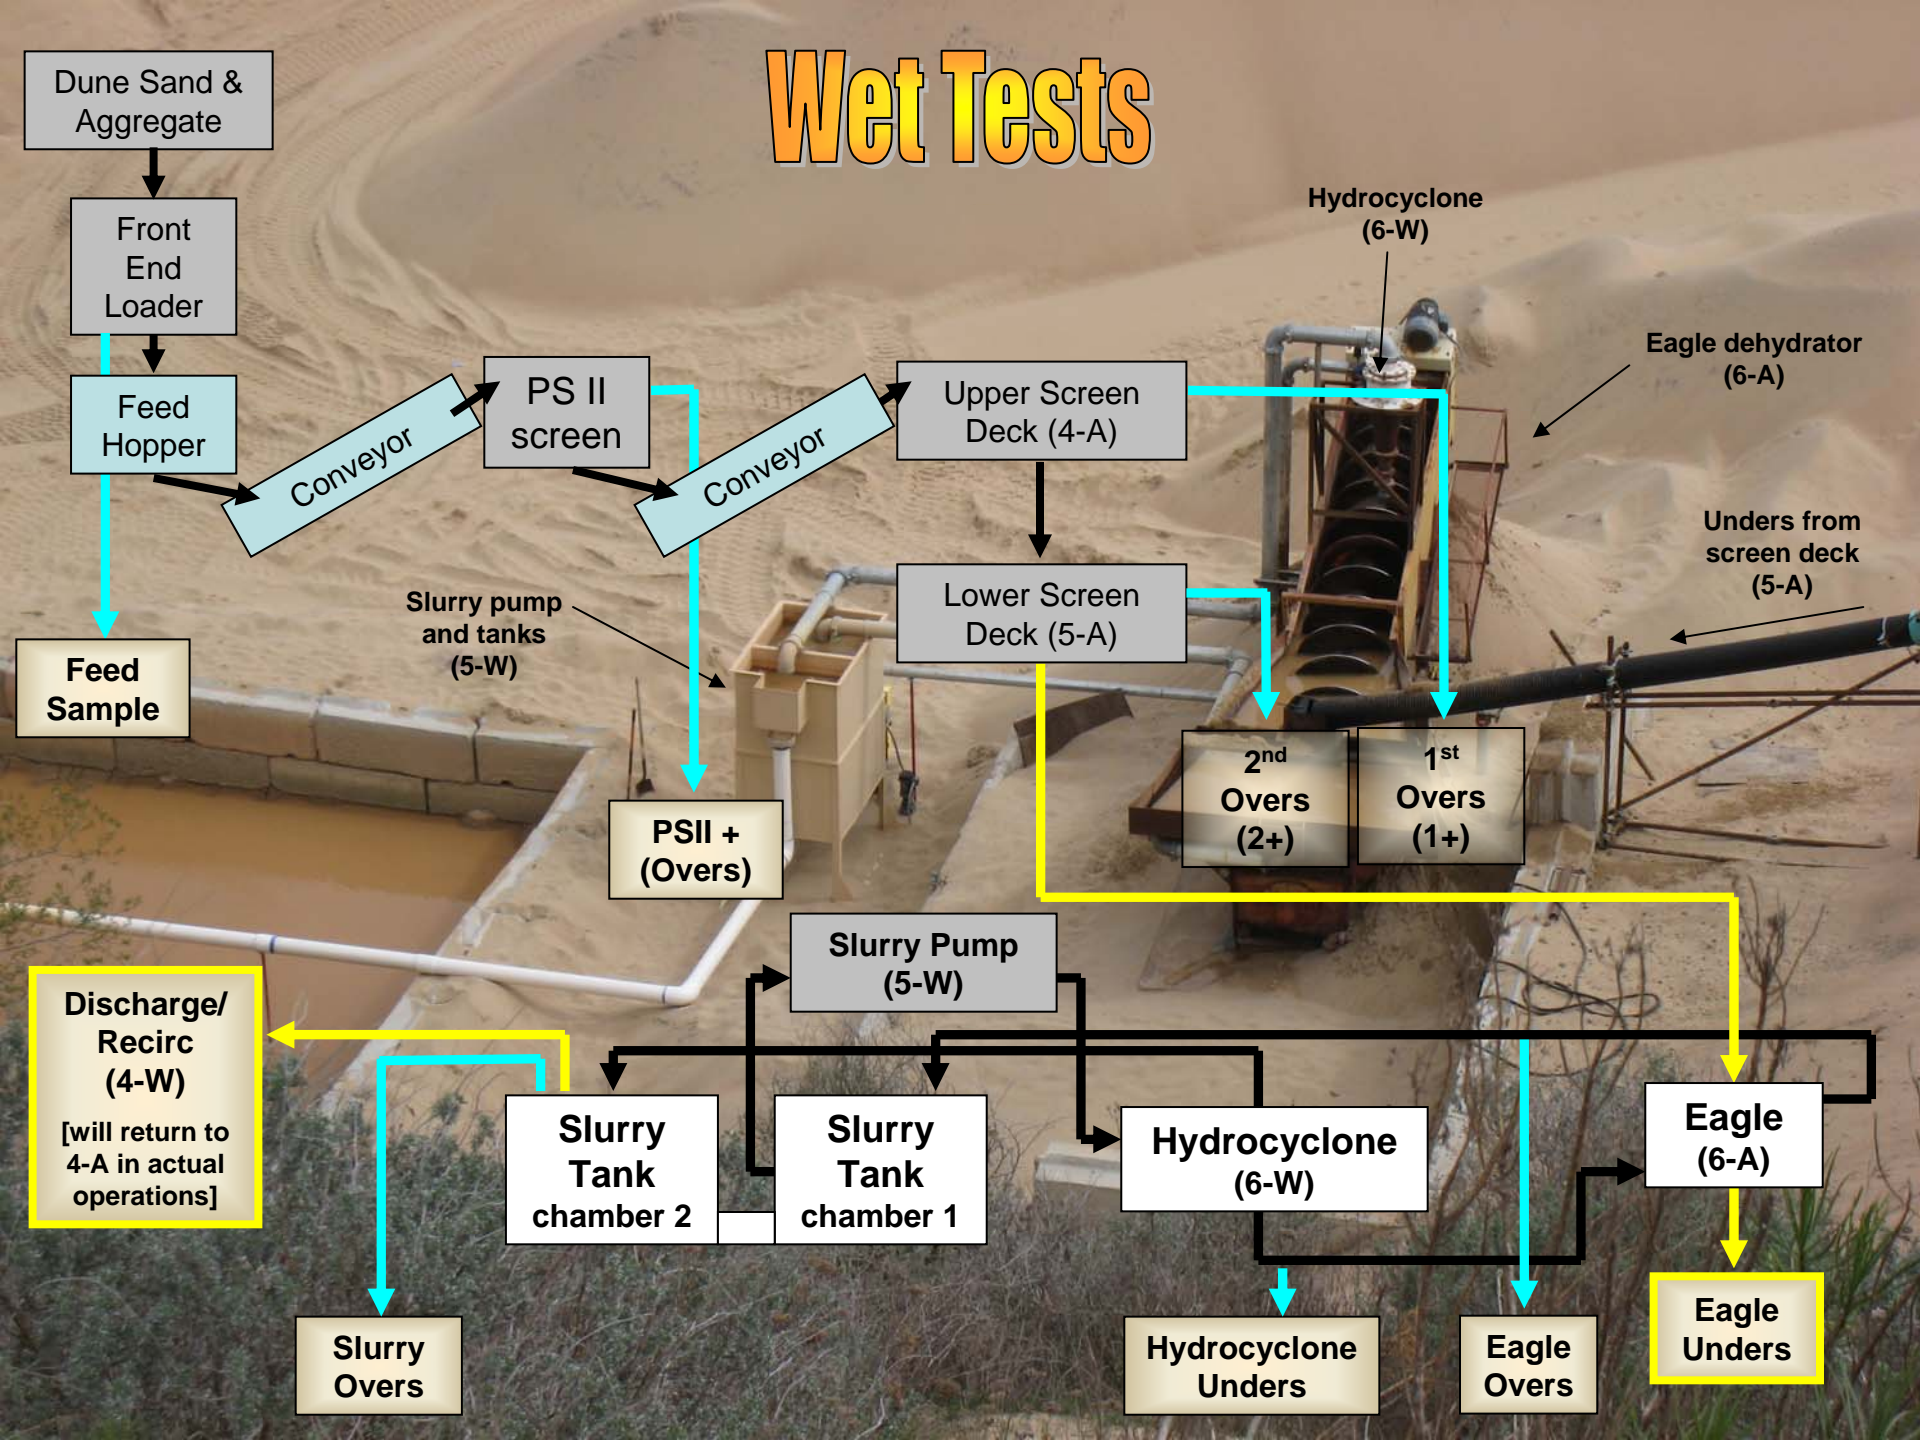 Wet Tests
Dune Sand &
Aggregate
Front
End
Loader
Feed
Hopper
Conveyor
PS II
screen
Conveyor
Upper Screen
Deck (4-A)
Hydrocyclone
(6-W)
Eagle dehydrator
(6-A)
Unders from
screen deck
(5-A)
Lower Screen
Deck (5-A)
Slurry pump
and tanks
(5-W)
Feed
Sample
PSII +
(Overs)
2nd
Overs
(2+)
1st
Overs
(1+)
Slurry Pump
(5-W)
Discharge/
Recirc
(4-W)
[will return to
4-A in actual
operations]
Slurry
Tank
chamber 2
Slurry
Tank
chamber 1
Hydrocyclone
(6-W)
Eagle
(6-A)
Slurry
Overs
Hydrocyclone
Unders
Eagle
Overs
Eagle
Unders